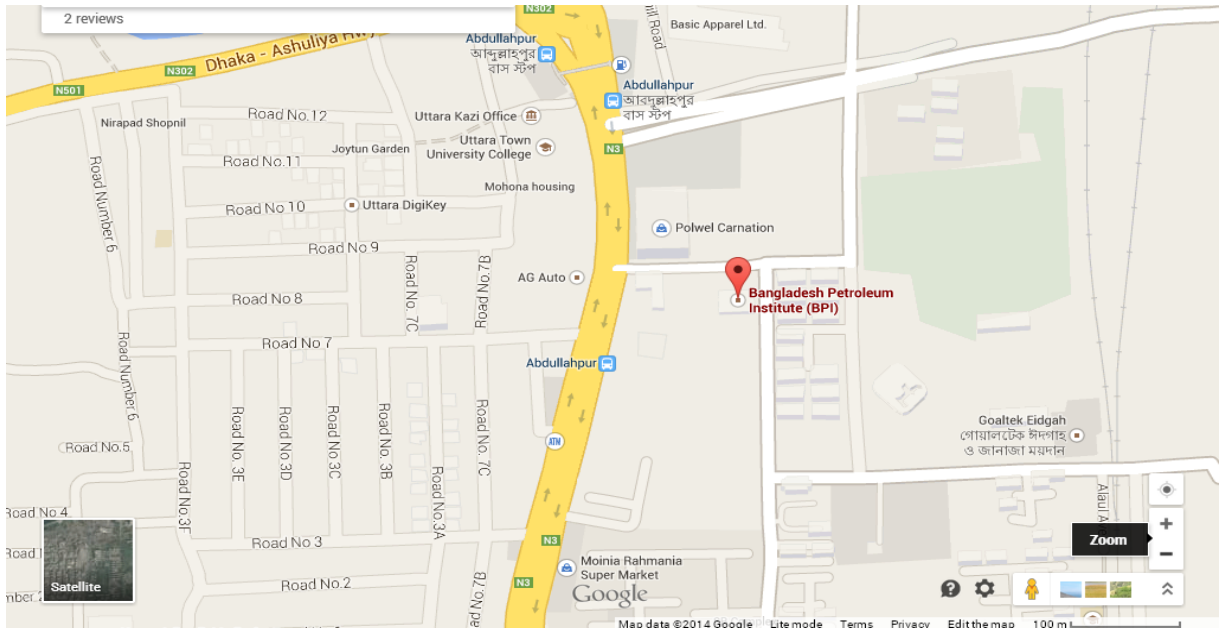 2 reviews
N302
Basic Apparel Ltd.
Abdullahpur
আব্দুল্লাহপুর
বাস স্টপ
Dhaka - Ashuliya Hwy
N302
N501
Abdullahpur
আবদুল্লাহপুর
বাস স্টপ
Nirapad Shopnil
Road No.12
Uttara Kazi Office
Joytun Garden
Uttara Town
University College
N3
Road No.11
Mohona housing
Road Number 6
Road No 10
Uttara DigiKey
Polwel Carnation
Road No 9
AG Auto
Road No. 7C
Road No.7B
Bangladesh Petroleum
Institute (BPI)
Road No 8
Road No 7
Abdullahpur
Road Number.6
Road No. 3E
Road No. 3D
Road No. 3C
Road No. 3B
Road No.3A
Road No. 7C
ATM
Goaltek Eidgah
গোয়ালটেক ঈদগাহ
ও জানাজা ময়দান
Road No.5
Road No.3F
Road No 4
Road No 3
N3
Zoom
Moinia Rahmania
Super Market
N3
Road No.2
Road No.7B
Satellite
Google
Map data ©2014 Google Lite mode Terms Privacy Edit the map 100 m